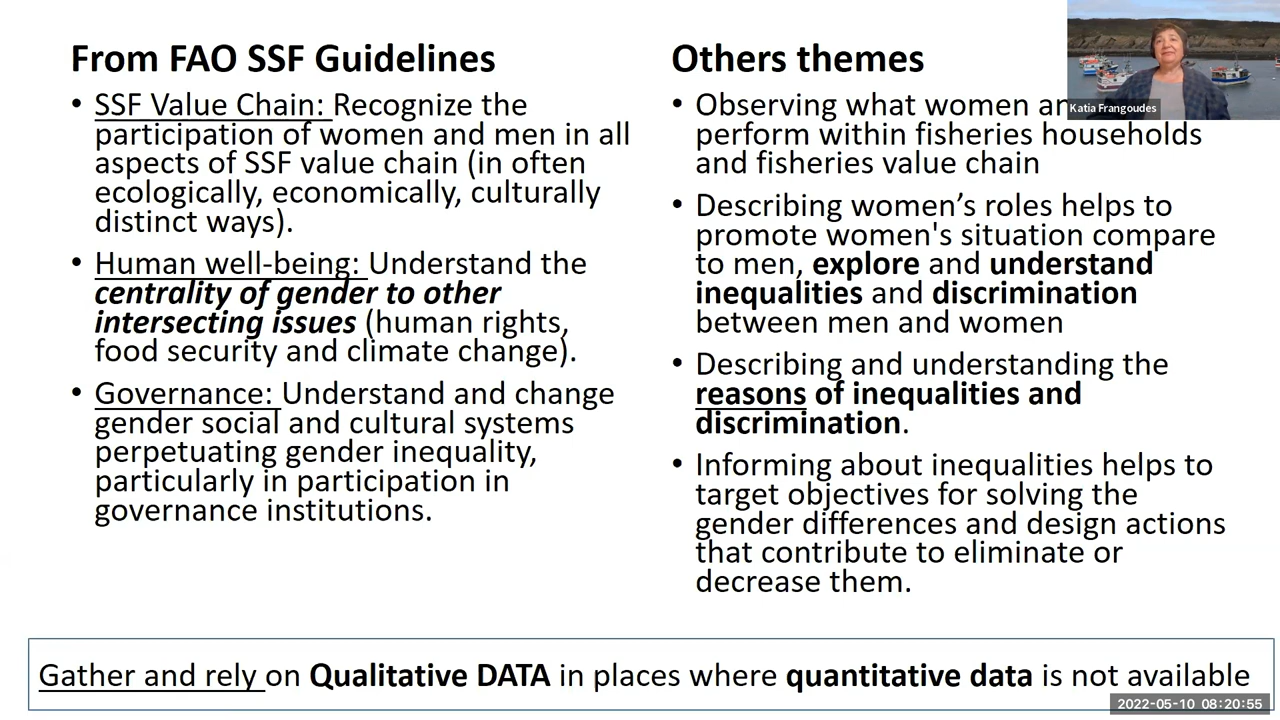 From FAO SSF Guidelines
• SSF Value Chain: Recognize the
participation of women and men in all
aspects of SSF value chain (in often
ecologically, economically, culturally
distinct ways).
• Human well-being: Understand the
centrality of gender to other
intersecting issues (human rights,
food security and climate change).
• Governance: Understand and change
gender social and cultural systems
perpetuating gender inequality,
particularly in participation in
governance institutions.
Others themes
• Observing what women
perform within fisheries households
and fisheries value chain
• Describing women’s roles helps to
promote women's situation compare
to men, explore and understand
inequalities and discrimination
between men and women
• Describing and understanding the
reasons of inequalities and
discrimination.
• Informing about inequalities helps to
target objectives for solving the
gender differences and design actions
that contribute to eliminate or
decrease them.
Katia Frangoudes
Gather and rely on Qualitative DATA in places where quantitative data is not available
2022-05-10 08:20:55